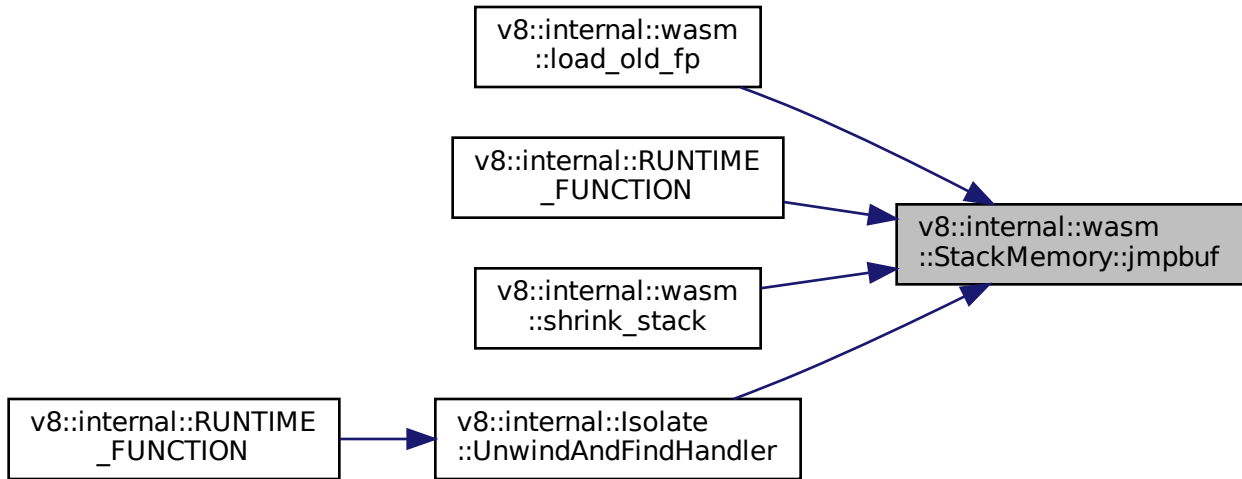 v8::internal::wasm
::load_old_fp
v8::internal::RUNTIME
_FUNCTION
v8::internal::wasm
::StackMemory::jmpbuf
v8::internal::wasm
::shrink_stack
v8::internal::RUNTIME
_FUNCTION
v8::internal::Isolate
::UnwindAndFindHandler